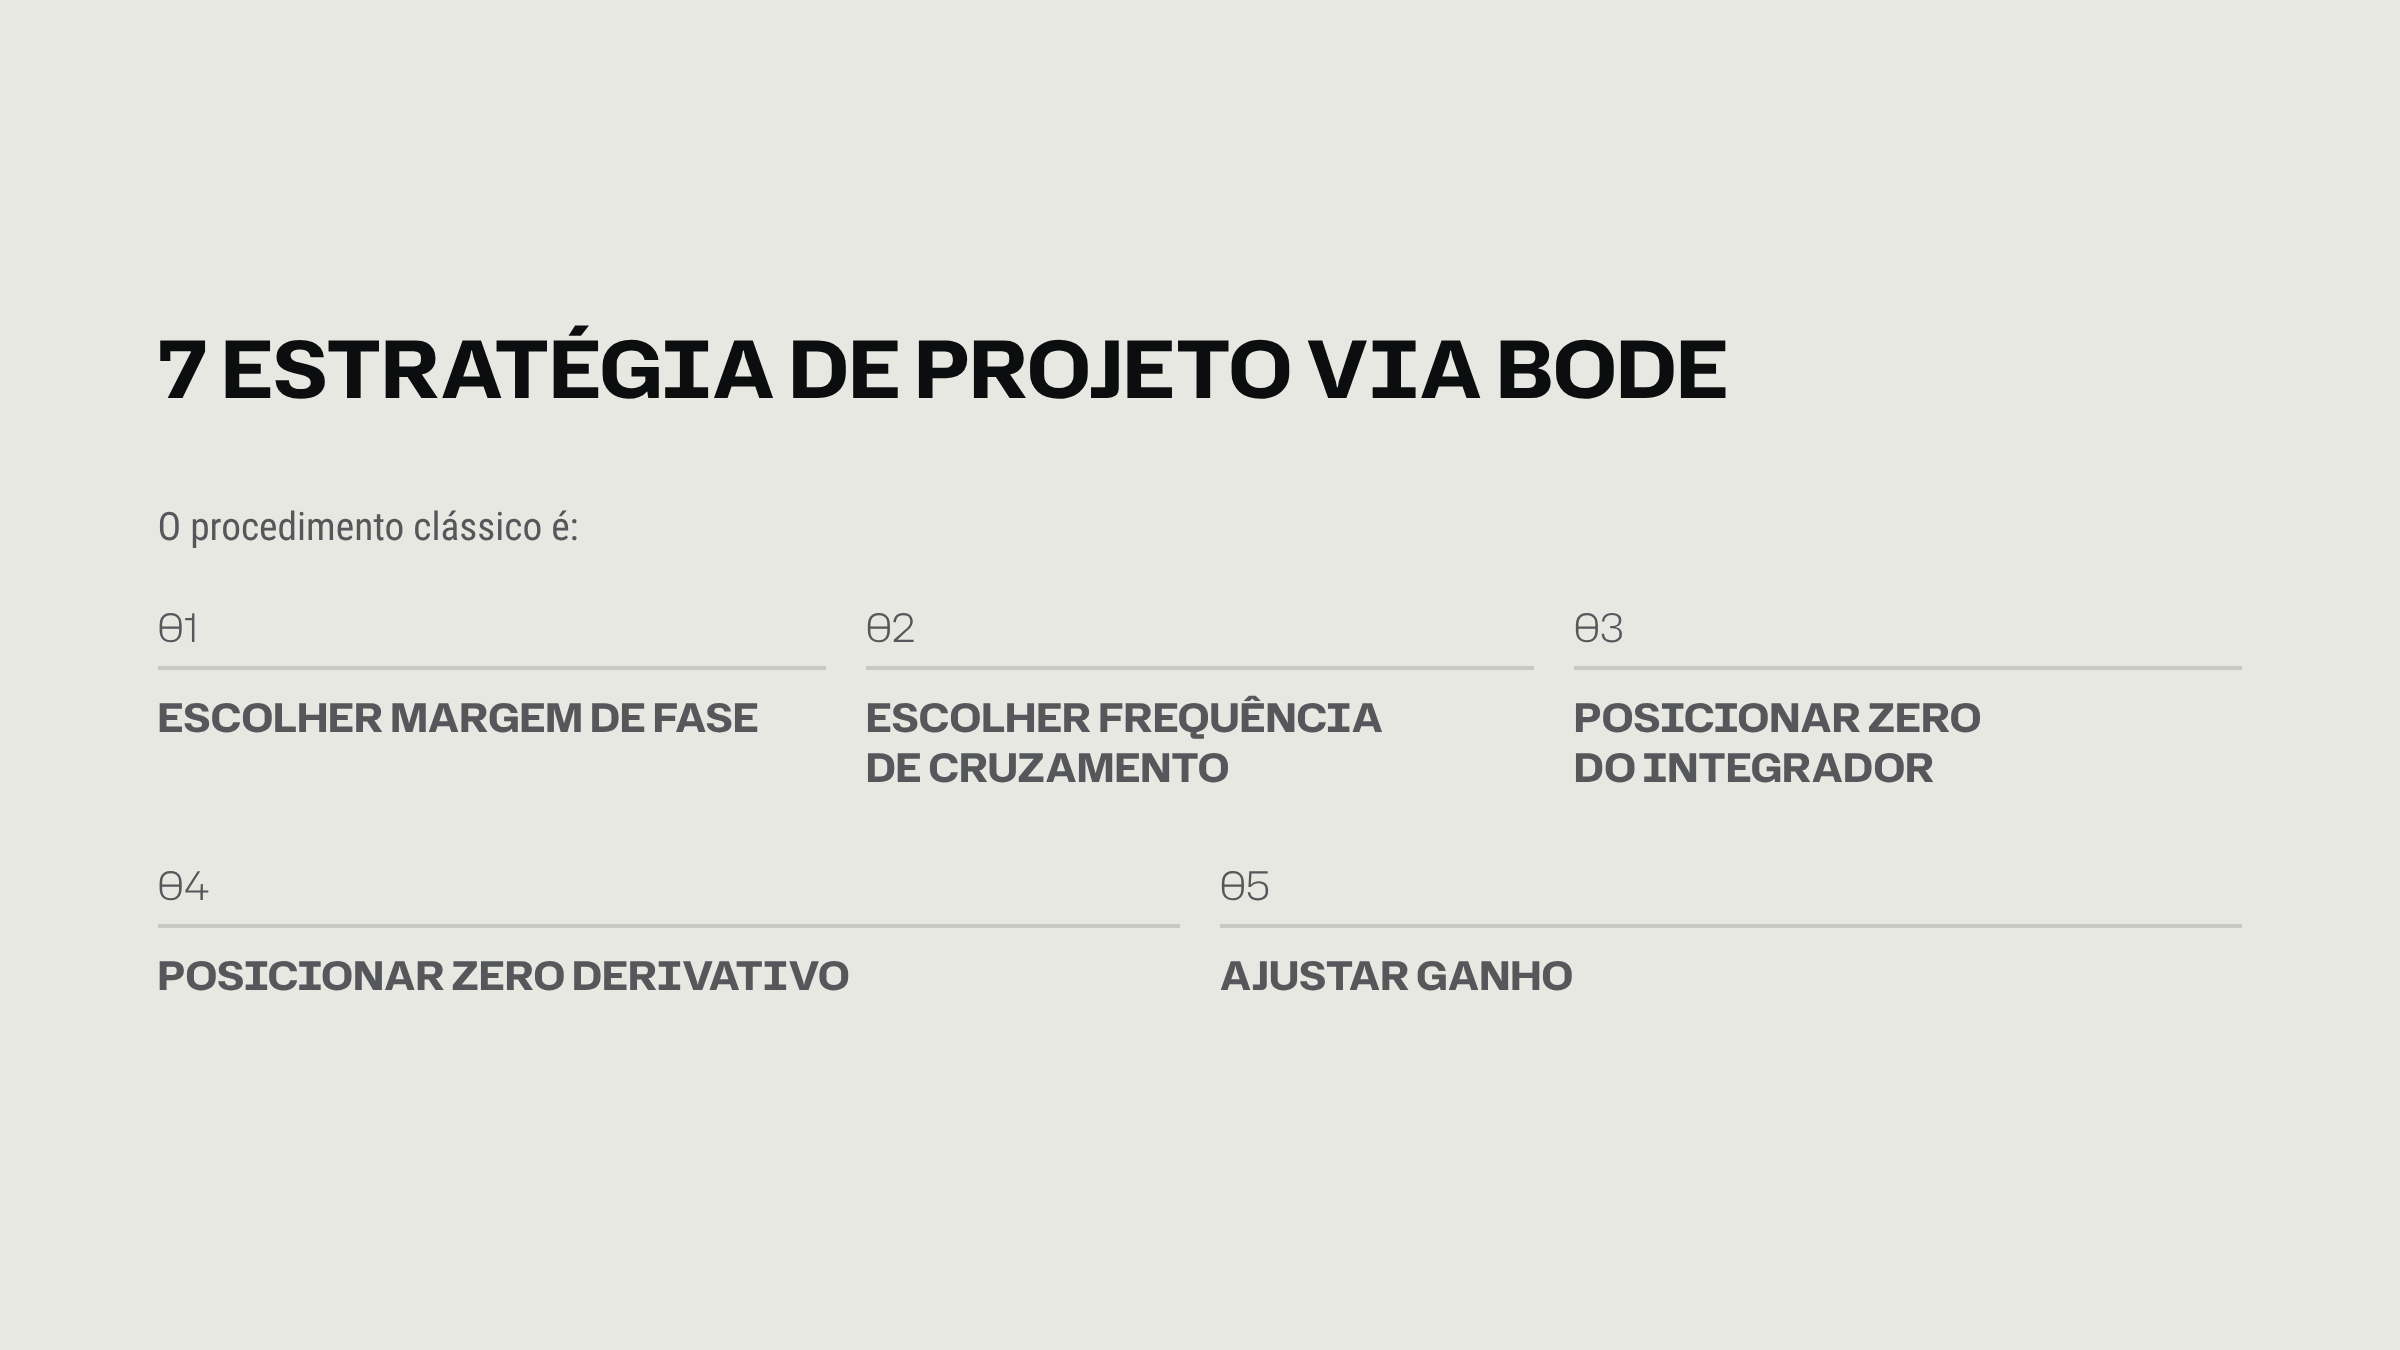 7 ESTRATÉGIA DE PROJETO VIA BODE
O procedimento clássico é:
01
ESCOLHER MARGEM DE FASE
02
ESCOLHER FREQUÊNCIA
DE CRUZAMENTO
03
POSICIONAR ZERO
DO INTEGRADOR
04
POSICIONAR ZERO DERIVATIVO
05
AJUSTAR GANHO